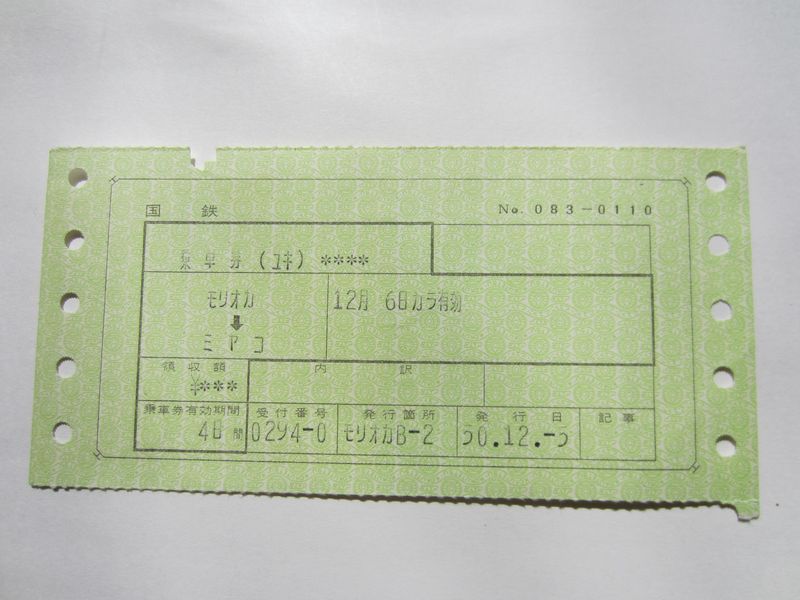 国鉄 No. 083-0110
乗車券 (ユキ) ****
モリオカ 12月 6日カラ有効
⬇
ミヤコ
領収額 内訳
¥***
乗車券有効期間 受付番号 発行箇所 発行日 記事
4日間 0294-0 モリオカB-2 50.12.-5